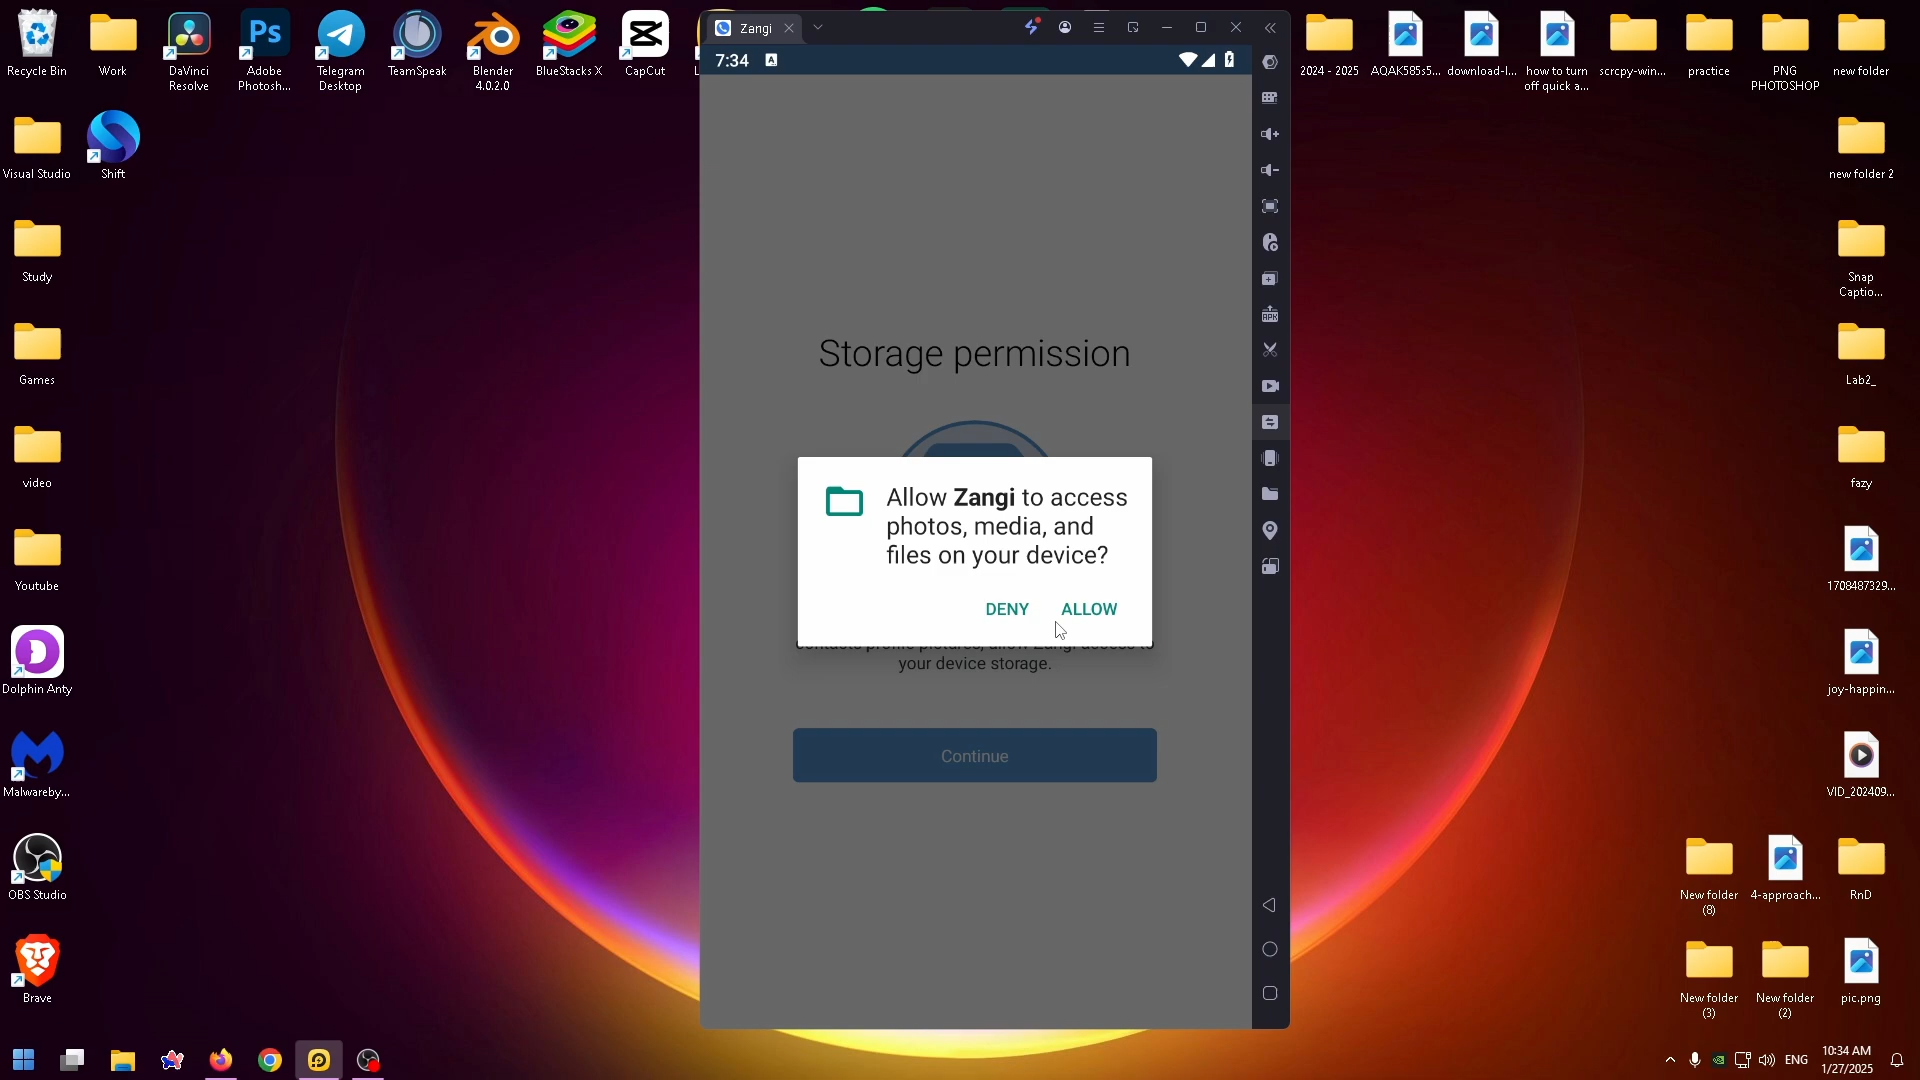 Recycle Bin
Work
DaVinci
Resolve
Adobe
Photosh...
Telegram
Desktop
TeamSpeak
Blender
4.0.2.0
BlueStacks X
CapCut
Visual Studio
Shift
Study
Games
video
Youtube
Dolphin Anty
Malwareby...
OBS Studio
Brave
Zangi
7:34
Storage permission
Allow Zangi to access
photos, media, and
files on your device?
DENY
ALLOW
your device storage.
Continue
2024 - 2025
AQAK585s5...
download-l...
how to turn
off quick a...
scrcpy-win...
practice
PNG
PHOTOSHOP
new folder
new folder 2
Snap
Captio...
Lab2_
fazy
1708487329...
joy-happin...
VID_202409...
New folder
(8)
4-approach...
RnD
New folder
(3)
New folder
(2)
pic.png
ENG
10:34 AM
1/27/2025